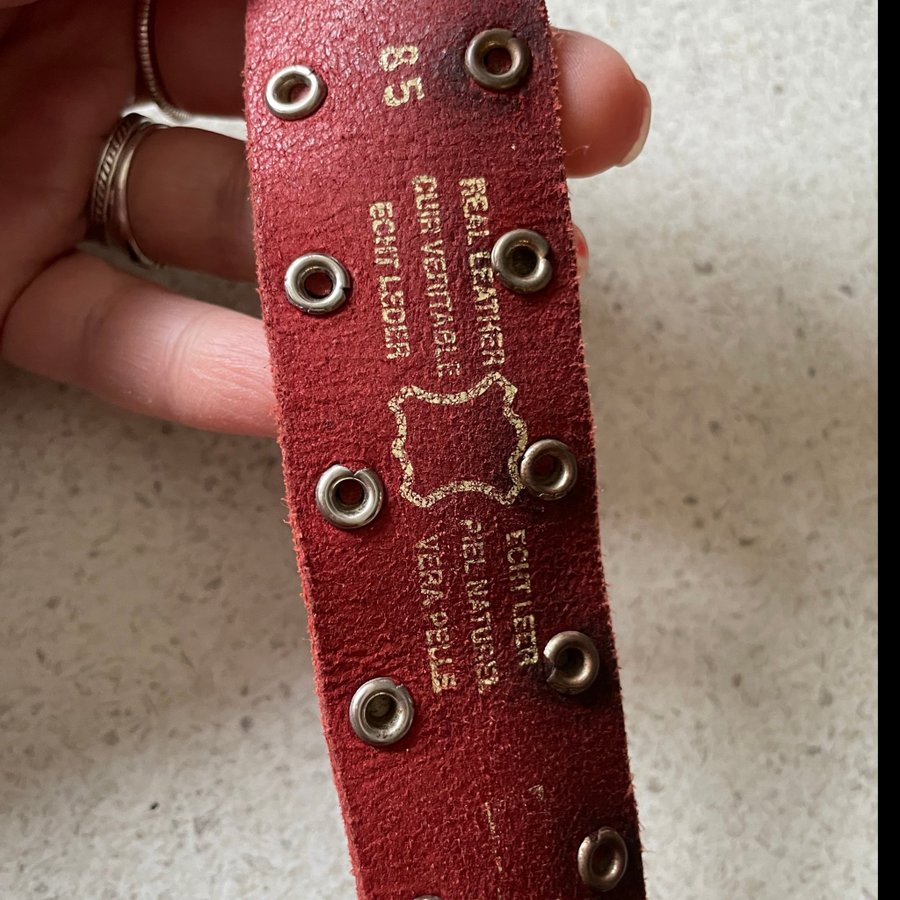 85
REAL LEATHER
CUIR VERITABLE
ECHT LEDER
ECHT LEER
PIEL NATURAL
VERA PELLE